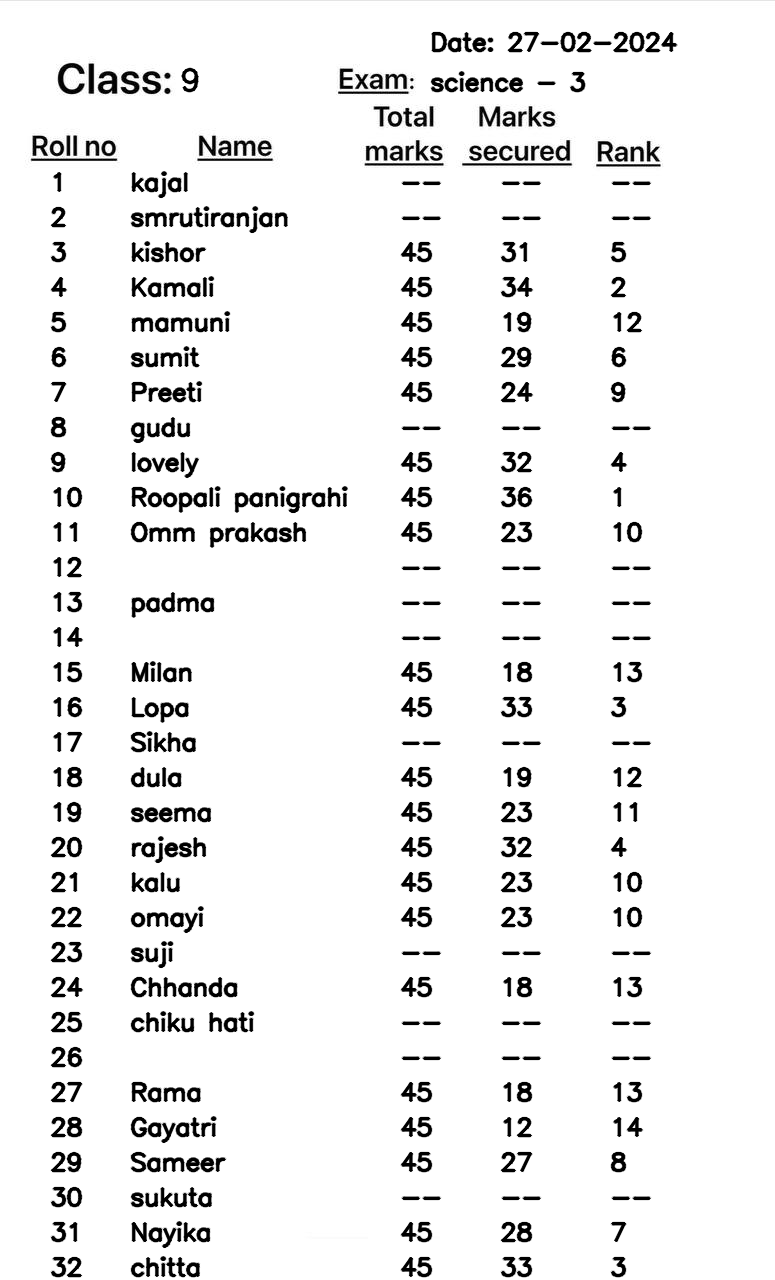 Date: 27-02-2024
Class: 9 Exam: science - 3
Roll no Name Total marks Marks secured Rank
1 kajal -- -- --
2 smrutiranjan -- -- --
3 kishor 45 31 5
4 Kamali 45 34 2
5 mamuni 45 19 12
6 sumit 45 29 6
7 Preeti 45 24 9
8 gudu -- -- --
9 lovely 45 32 4
10 Roopali panigrahi 45 36 1
11 Omm prakash 45 23 10
12 -- -- --
13 padma -- -- --
14 -- -- --
15 Milan 45 18 13
16 Lopa 45 33 3
17 Sikha -- -- --
18 dula 45 19 12
19 seema 45 23 11
20 rajesh 45 32 4
21 kalu 45 23 10
22 omayi 45 23 10
23 suji -- -- --
24 Chhanda 45 18 13
25 chiku hati -- -- --
26 -- -- --
27 Rama 45 18 13
28 Gayatri 45 12 14
29 Sameer 45 27 8
30 sukuta -- -- --
31 Nayika 45 28 7
32 chitta 45 33 3